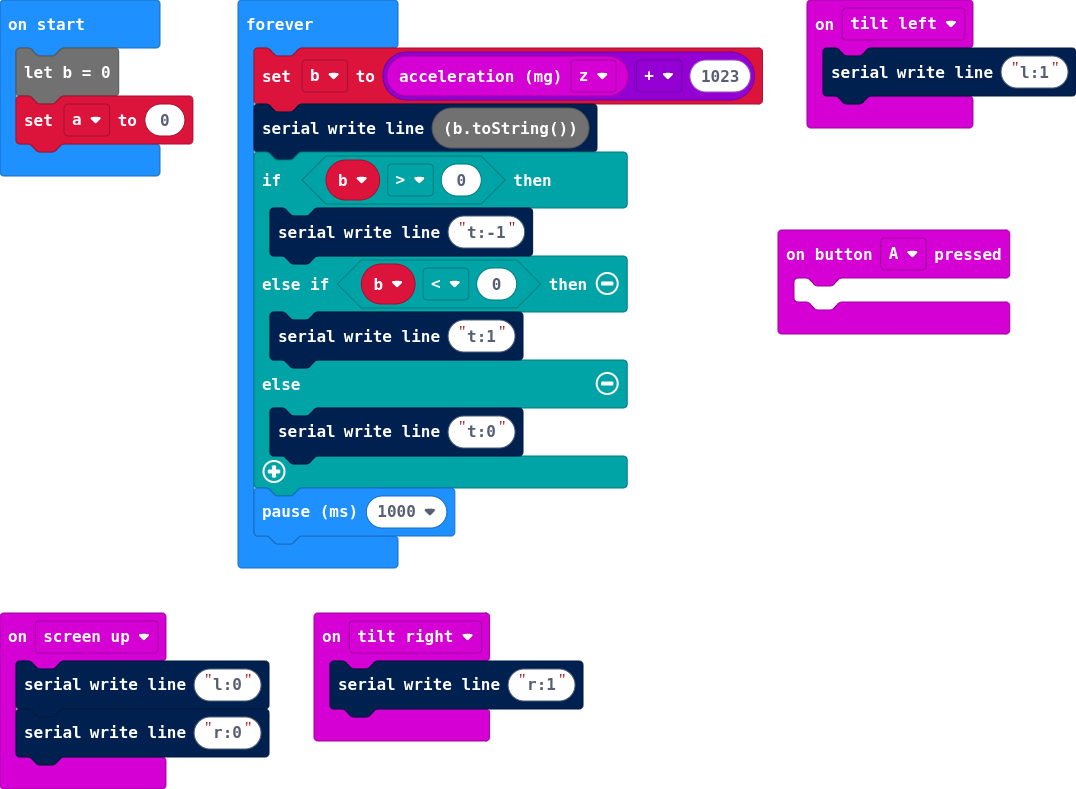 on start
let b = 0
set a to 0
forever
set b to acceleration (mg) z + 1023
serial write line (b.toString())
if b > 0 then
serial write line "t:-1"
else if b < 0 then
serial write line "t:1"
else
serial write line "t:0"
pause (ms) 1000
on tilt left
serial write line "l:1"
on button A pressed
on screen up
serial write line "l:0"
serial write line "r:0"
on tilt right
serial write line "r:1"